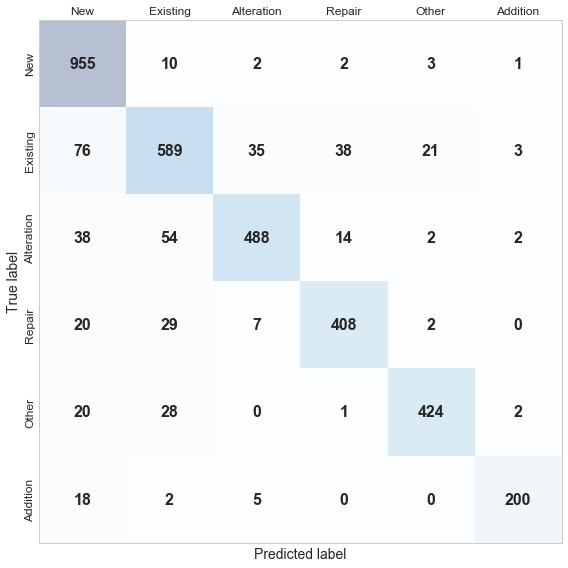 New Existing Alteration Repair Other Addition
New 955 10 2 2 3 1
Existing 76 589 35 38 21 3
Alteration 38 54 488 14 2 2
Repair 20 29 7 408 2 0
Other 20 28 0 1 424 2
Addition 18 2 5 0 0 200
True label
Predicted label